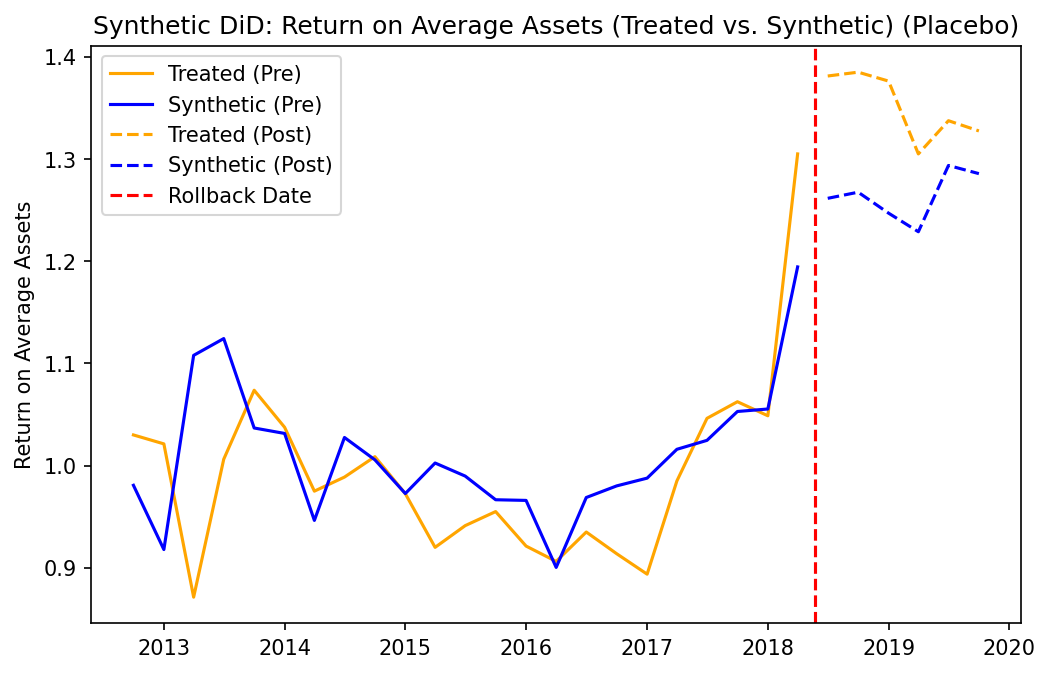 Synthetic DiD: Return on Average Assets (Treated vs. Synthetic) (Placebo)
Treated (Pre)
Synthetic (Pre)
Treated (Post)
Synthetic (Post)
Rollback Date
Return on Average Assets
1.4
1.3
1.2
1.1
1.0
0.9
2013 2014 2015 2016 2017 2018 2019 2020